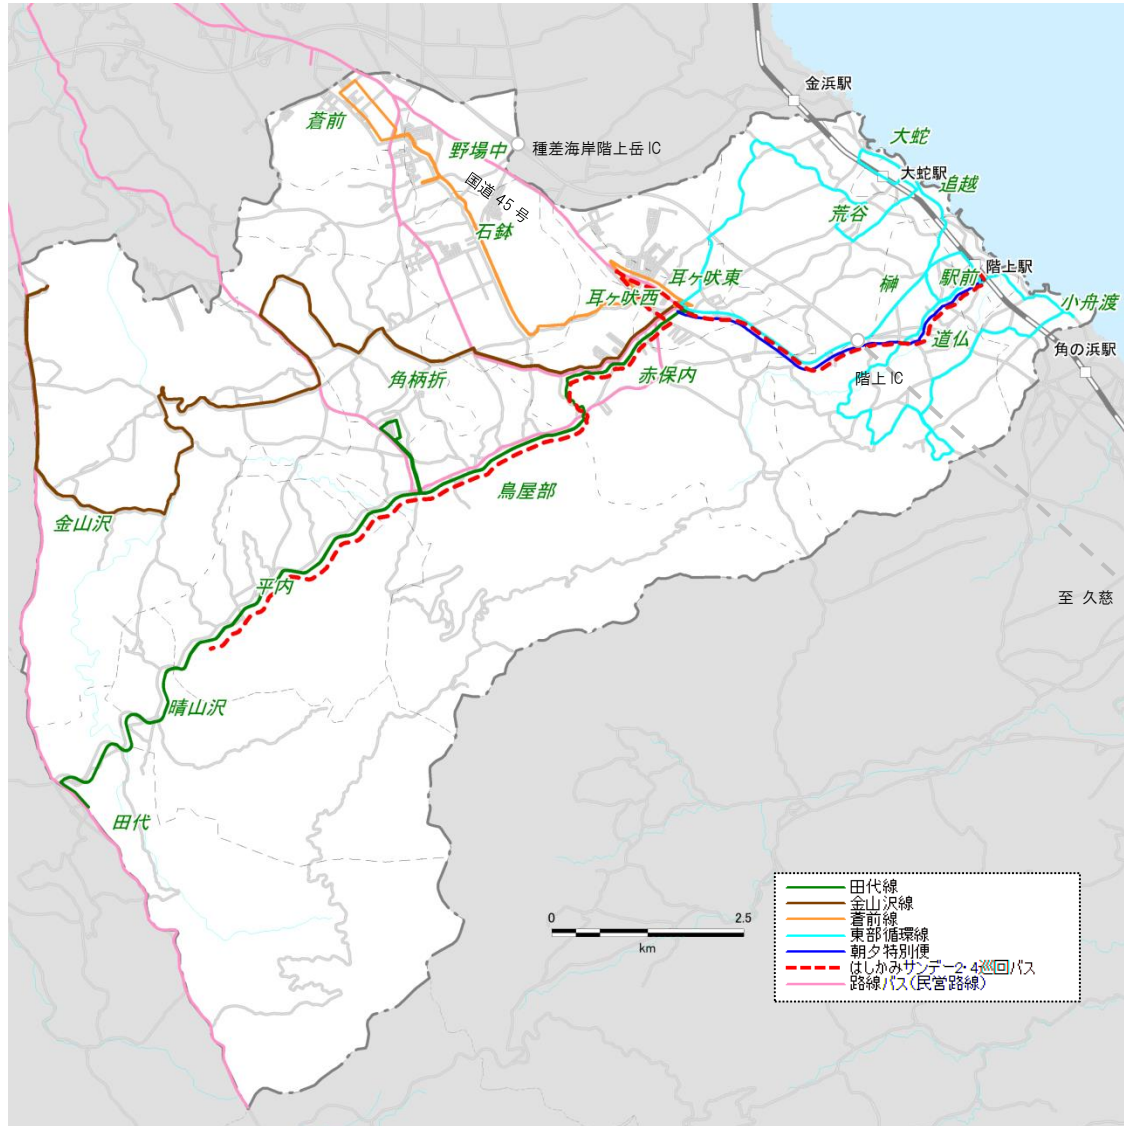 金浜駅
蒼前
野場中
種差海岸階上岳IC
大蛇
大蛇駅
追越
国道45号
石鉢
荒谷
耳ヶ吠東
榊
駅前
階上駅
耳ヶ吠西
小舟渡
道仏
角の浜駅
角柄折
赤保内
階上IC
鳥屋部
金山沢
平内
至 久慈
晴山沢
田代
0 2.5
km
田代線
金山沢線
蒼前線
東部循環線
朝夕特別便
はしかみサンデー2・4巡回バス
路線バス(民営路線)